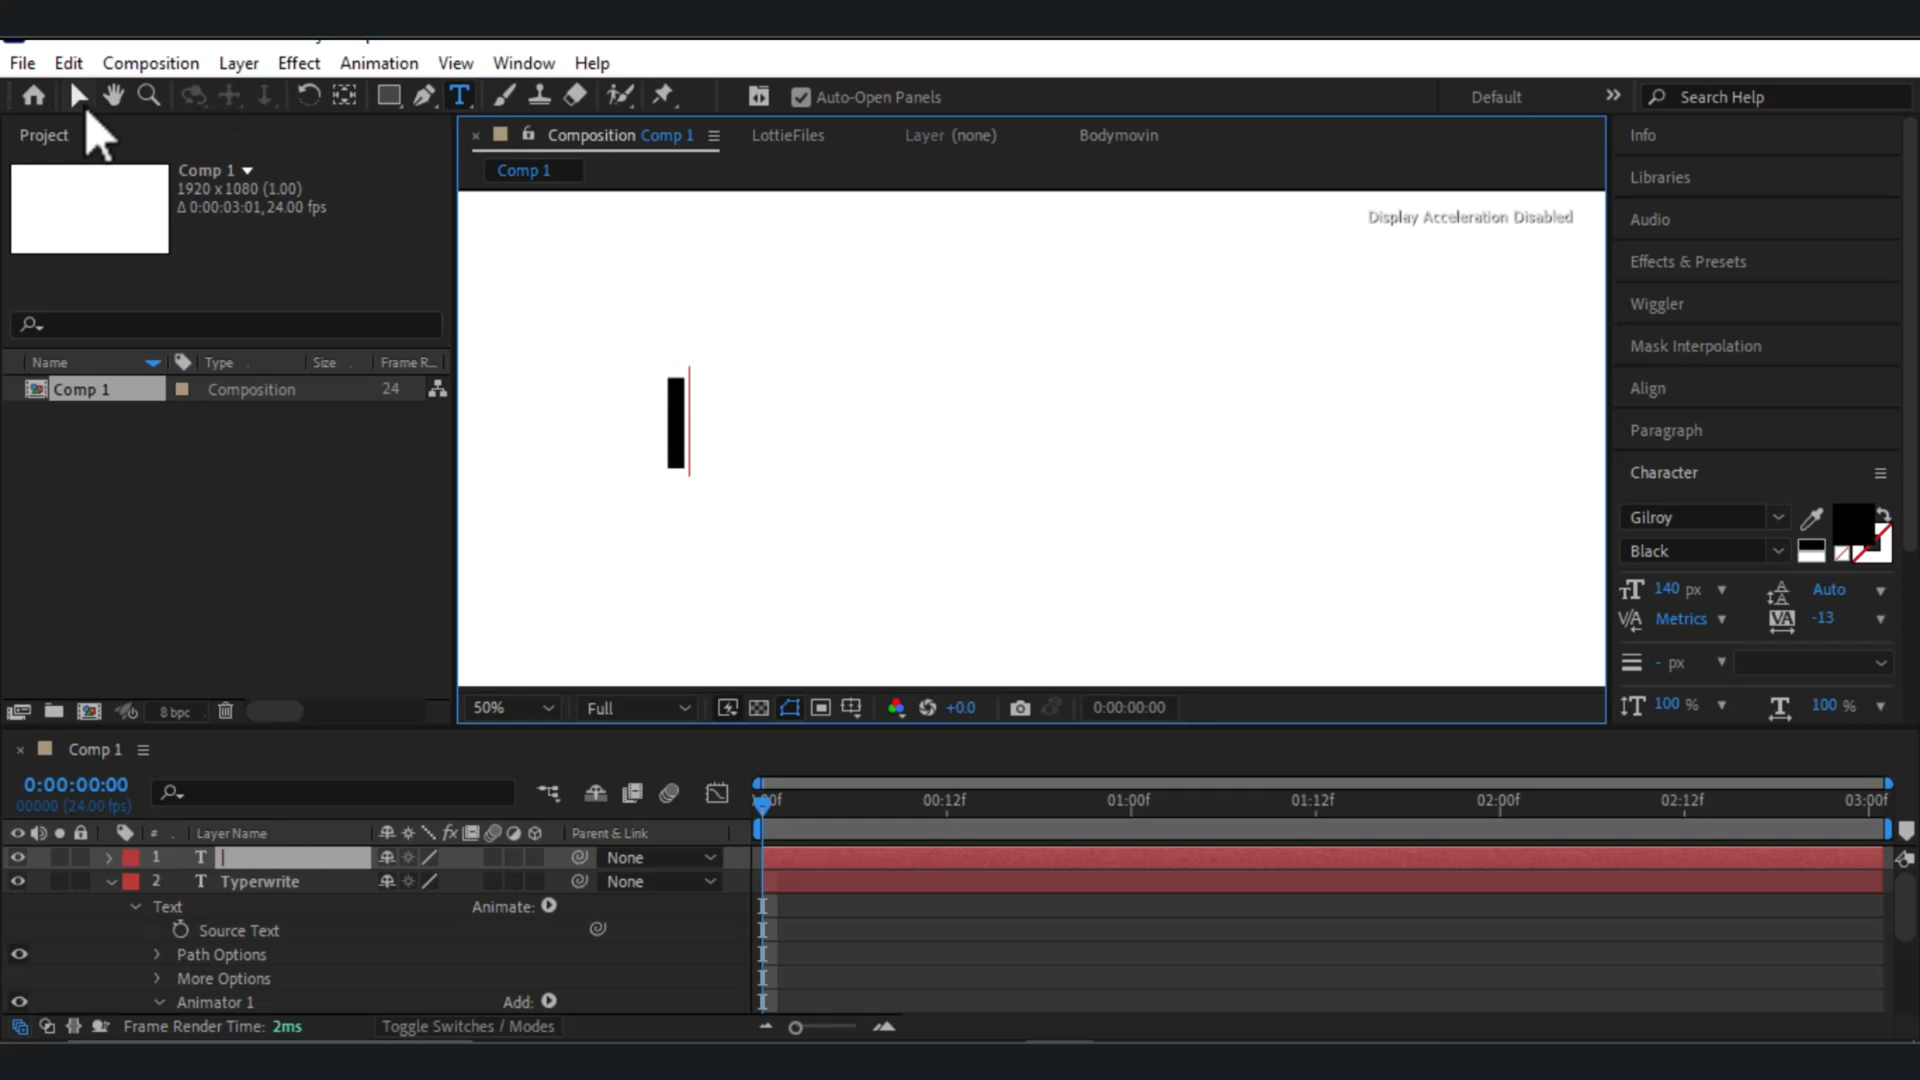 File Edit Composition Layer Effect Animation View Window Help
T Auto-Open Panels Default Search Help
Project
Comp 1
1920 x 1080 (1.00)
Δ 0:00:03:01, 24.00 fps
Name Type Size Frame R...
Comp 1 Composition 24
8 bpc
Composition Comp 1 LottieFiles Layer (none) Bodymovin
Comp 1
Display Acceleration Disabled
|
50% Full +0.0 0:00:00:00
Info
Libraries
Audio
Effects & Presets
Wiggler
Mask Interpolation
Align
Paragraph
Character
Gilroy
Black
140 px Auto
Metrics -13
- px
100 % 100 %
Comp 1
0:00:00:00
00000 (24.00 fps)
00:12f 01:00f 01:12f 02:00f 02:12f 03:00f
# Layer Name fx Parent & Link
1 T | None
2 T Typerwrite None
Text Animate:
Source Text
Path Options
More Options
Animator 1 Add:
Frame Render Time: 2ms Toggle Switches / Modes